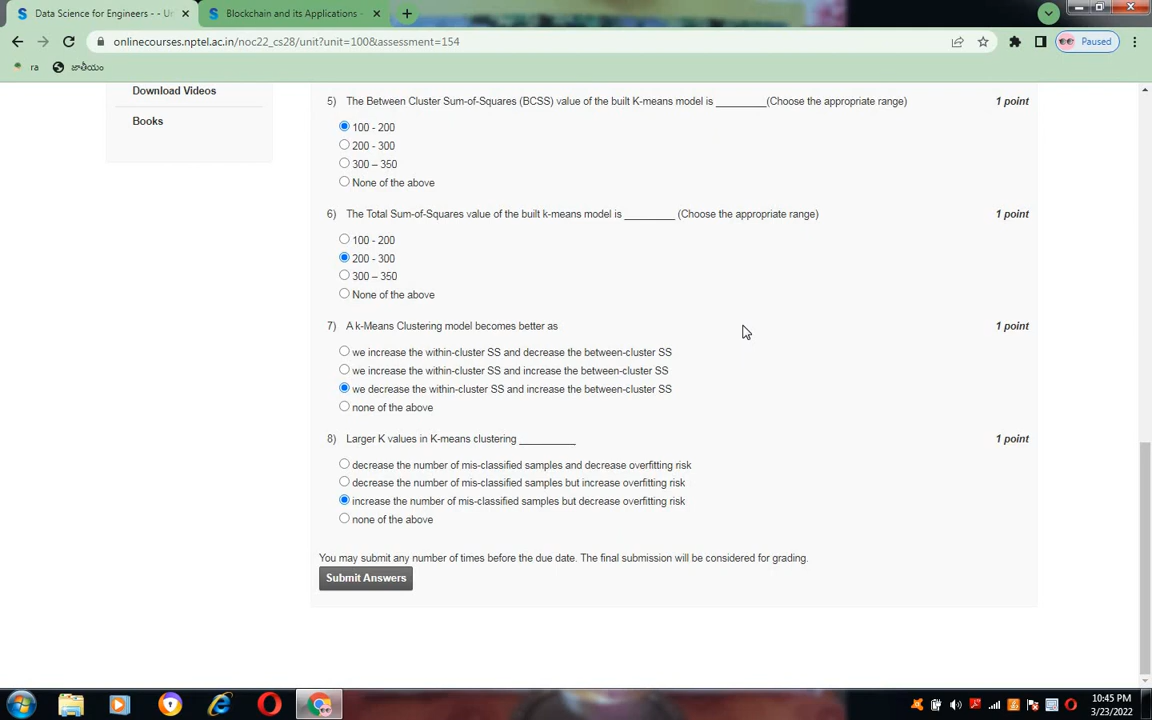 Data Science for Engineers - - Un
Blockchain and its Applications -
onlinecourses.nptel.ac.in/noc22_cs28/unit?unit=100&assessment=154
Paused
ra
జాతీయం
Download Videos
Books
5) The Between Cluster Sum-of-Squares (BCSS) value of the built K-means model is ________(Choose the appropriate range) 1 point
100 - 200
200 - 300
300 – 350
None of the above
6) The Total Sum-of-Squares value of the built k-means model is ________ (Choose the appropriate range) 1 point
100 - 200
200 - 300
300 – 350
None of the above
7) A k-Means Clustering model becomes better as 1 point
we increase the within-cluster SS and decrease the between-cluster SS
we increase the within-cluster SS and increase the between-cluster SS
we decrease the within-cluster SS and increase the between-cluster SS
none of the above
8) Larger K values in K-means clustering _________ 1 point
decrease the number of mis-classified samples and decrease overfitting risk
decrease the number of mis-classified samples but increase overfitting risk
increase the number of mis-classified samples but decrease overfitting risk
none of the above
You may submit any number of times before the due date. The final submission will be considered for grading.
Submit Answers
10:45 PM
3/23/2022